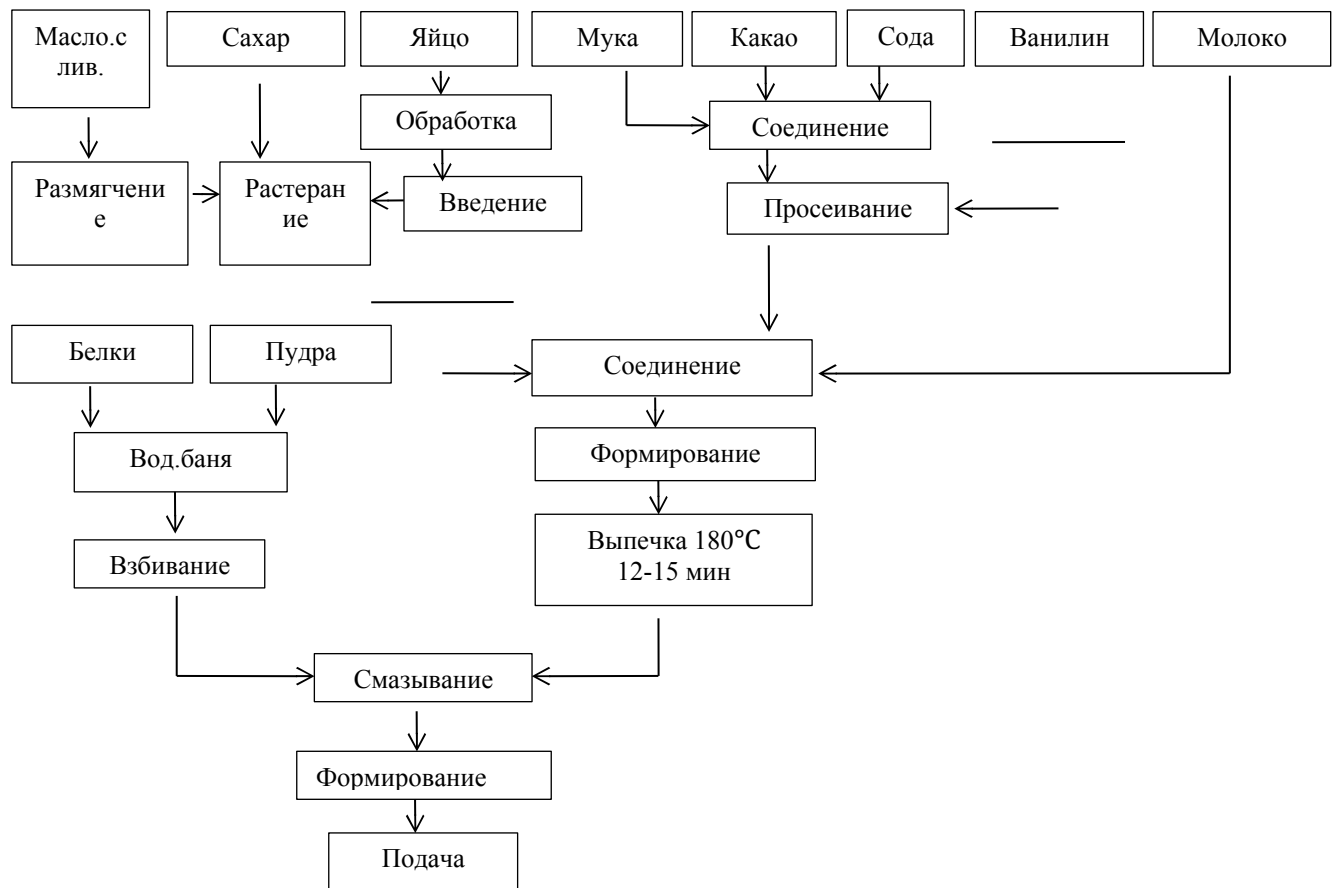 Масло.с
лив.
Сахар
Яйцо
Мука
Какао
Сода
Ванилин
Молоко
Обработка
Соединение
Размягчени
е
Растеран
ие
Введение
Просеивание
Белки
Пудра
Соединение
Вод.баня
Формирование
Взбивание
Выпечка 180℃
12-15 мин
Смазывание
Формирование
Подача